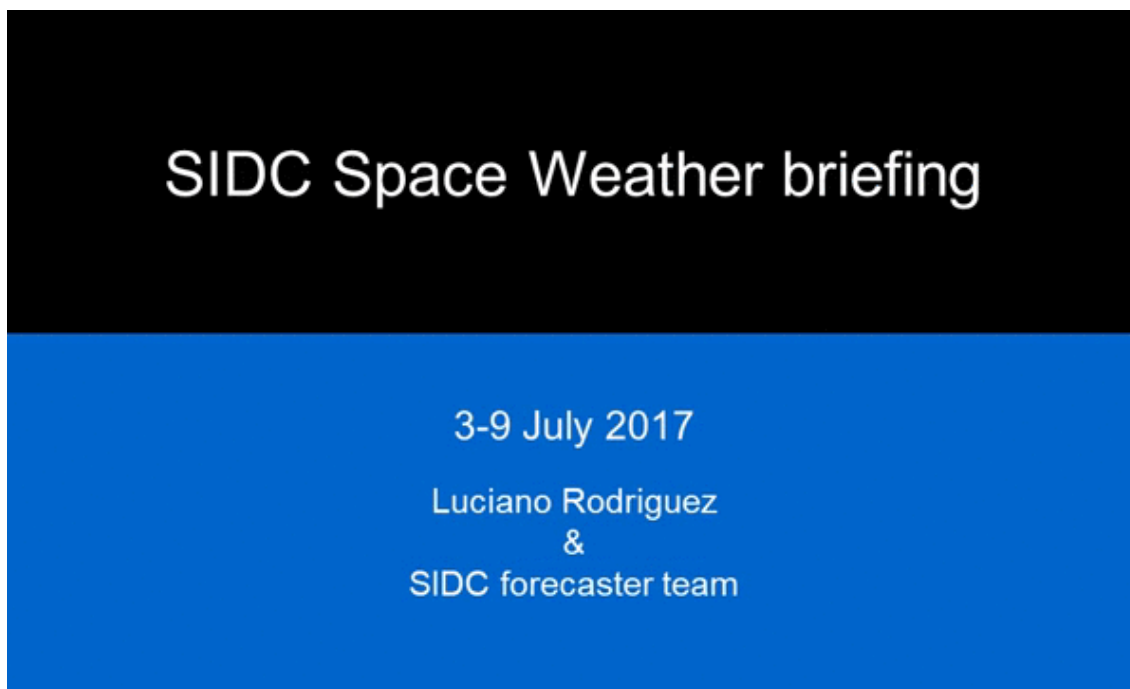 SIDC Space Weather briefing
3-9 July 2017
Luciano Rodriguez
&
SIDC forecaster team